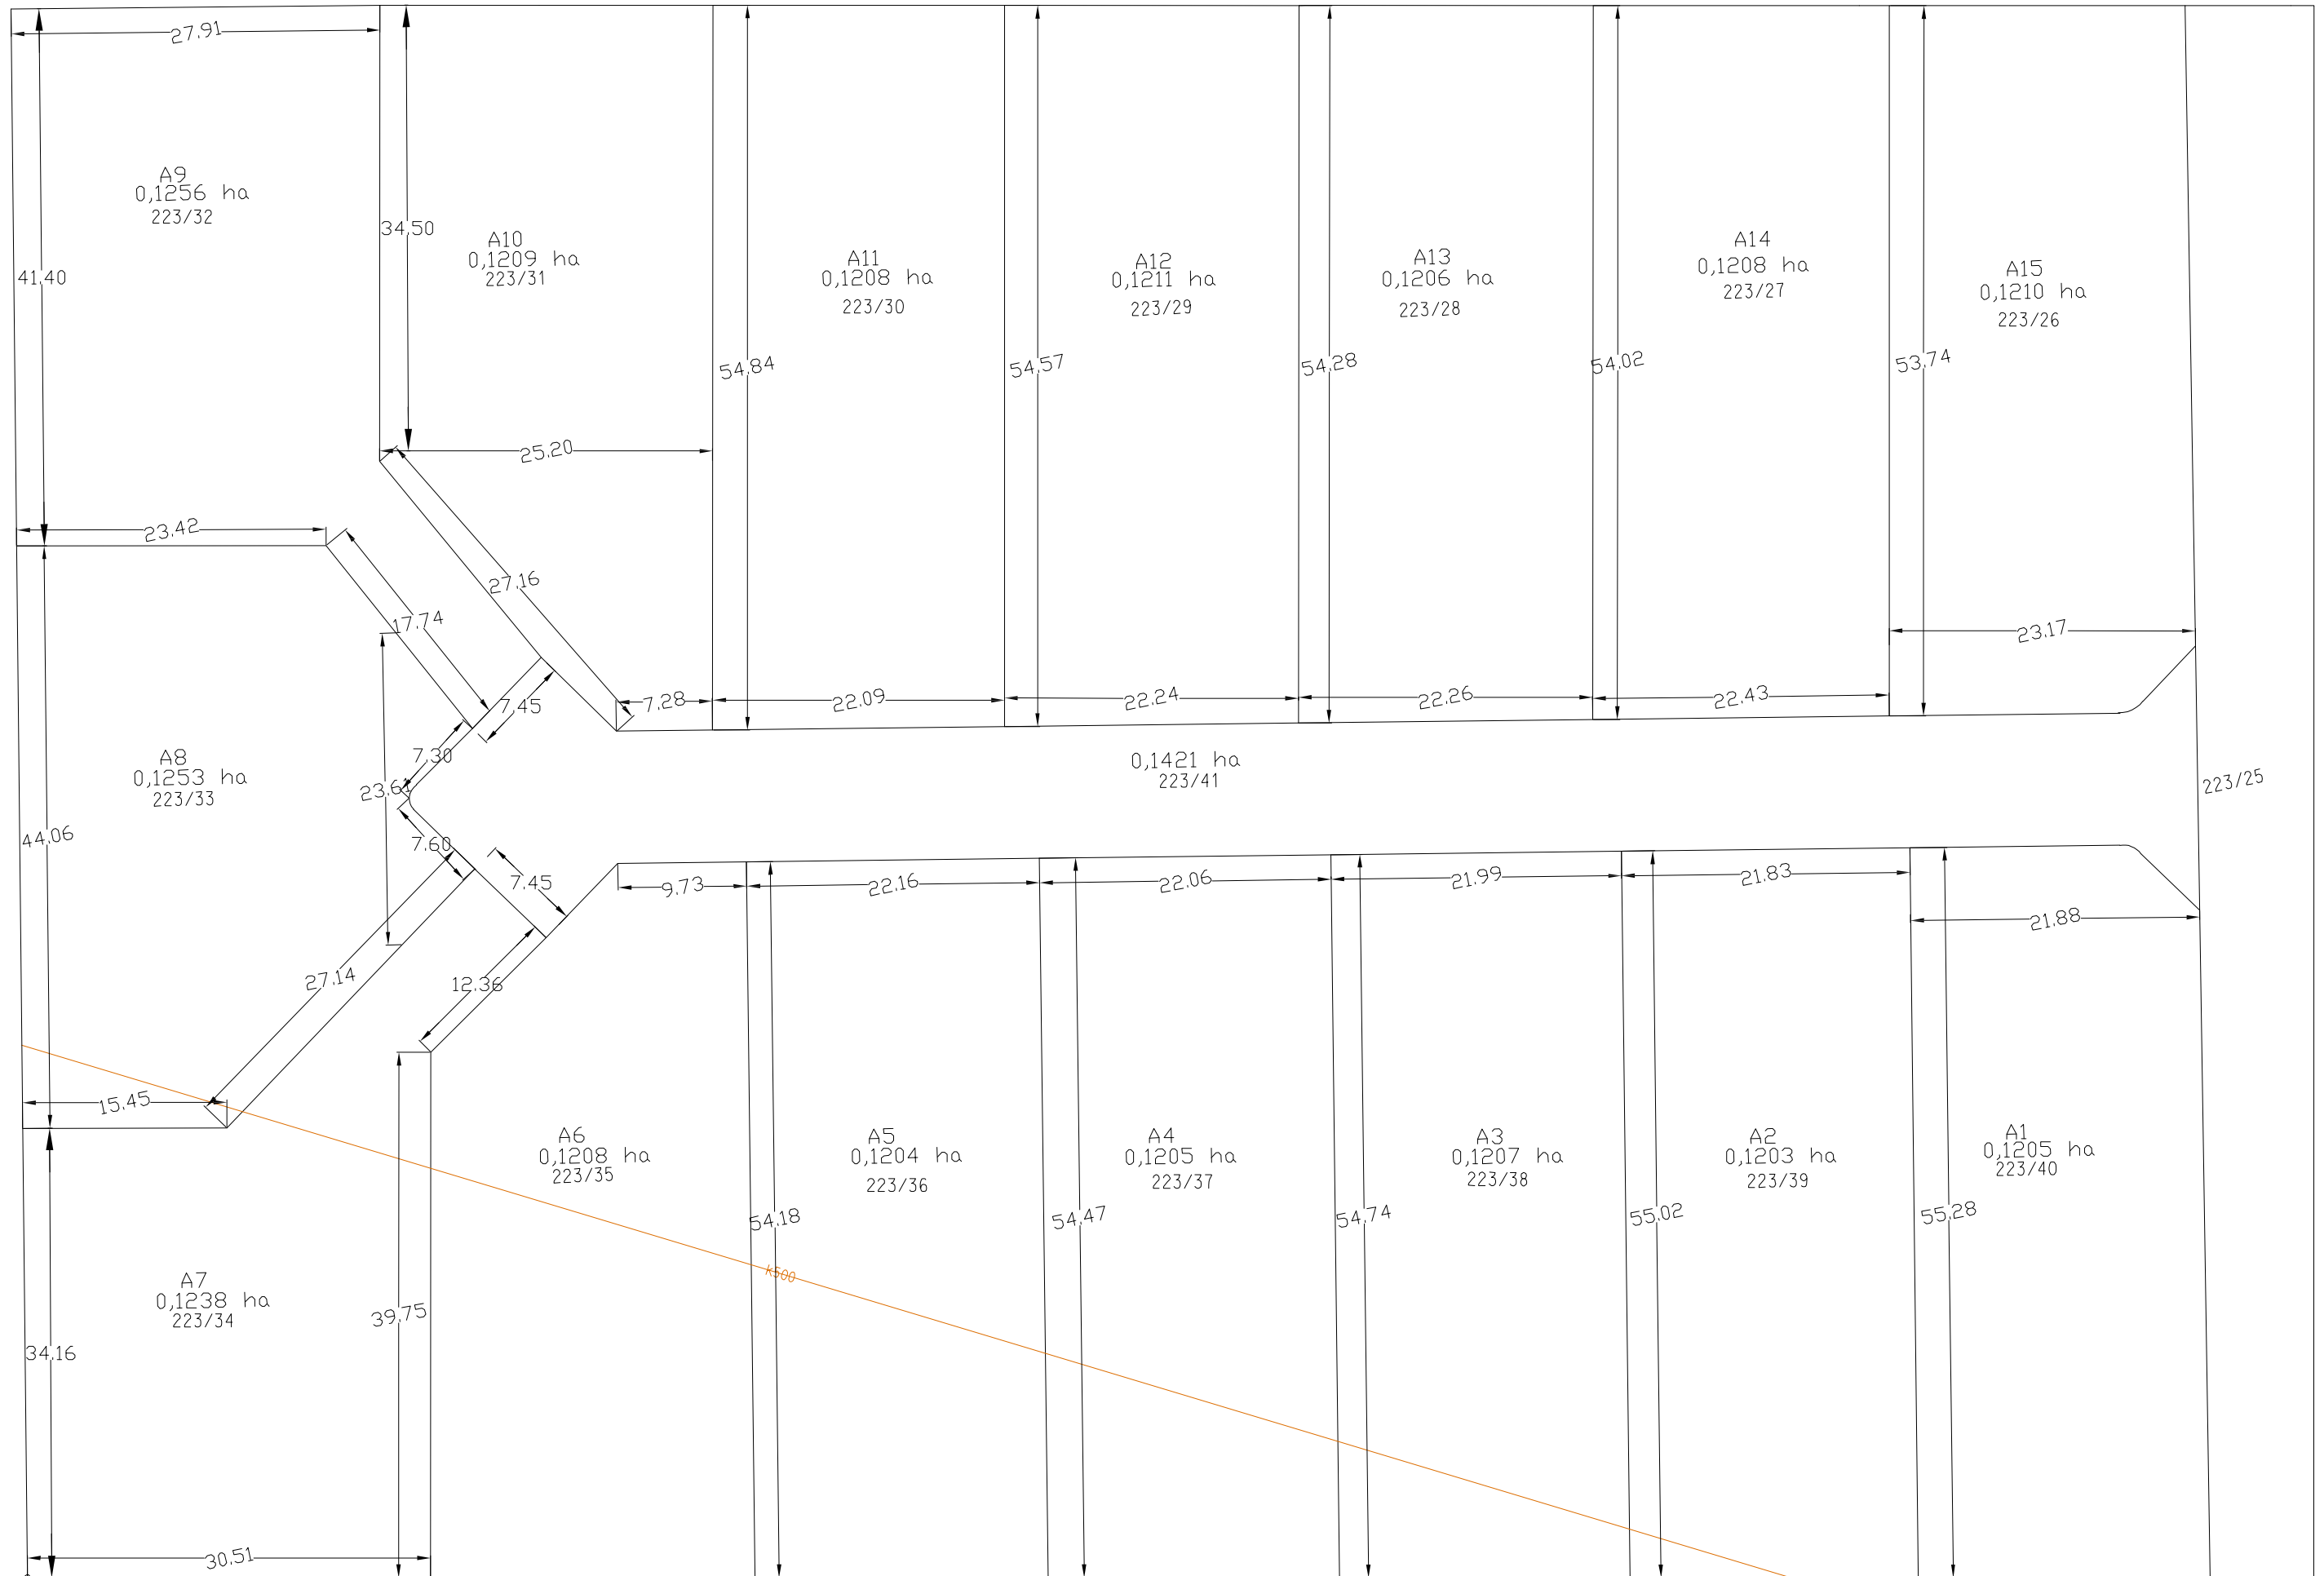 27.91
A9
0,1256 ha
223/32
41.40
34.50
A10
0,1209 ha
223/31
25.20
A11
0,1208 ha
223/30
54.84
A12
0,1211 ha
223/29
54.57
A13
0,1206 ha
223/28
54.28
A14
0,1208 ha
223/27
54.02
A15
0,1210 ha
223/26
53.74
23.42
27.16
17.74
23.17
7.45
7.28
22.09
22.24
22.26
22.43
7.30
23.61
7.60
7.45
A8
0,1253 ha
223/33
44.06
0,1421 ha
223/41
223/25
9.73
22.16
22.06
21.99
21.83
21.88
27.14
12.36
15.45
A6
0,1208 ha
223/35
A5
0,1204 ha
223/36
A4
0,1205 ha
223/37
A3
0,1207 ha
223/38
A2
0,1203 ha
223/39
A1
0,1205 ha
223/40
54.18
54.47
54.74
55.02
55.28
k500
A7
0,1238 ha
223/34
39.75
34.16
30.51